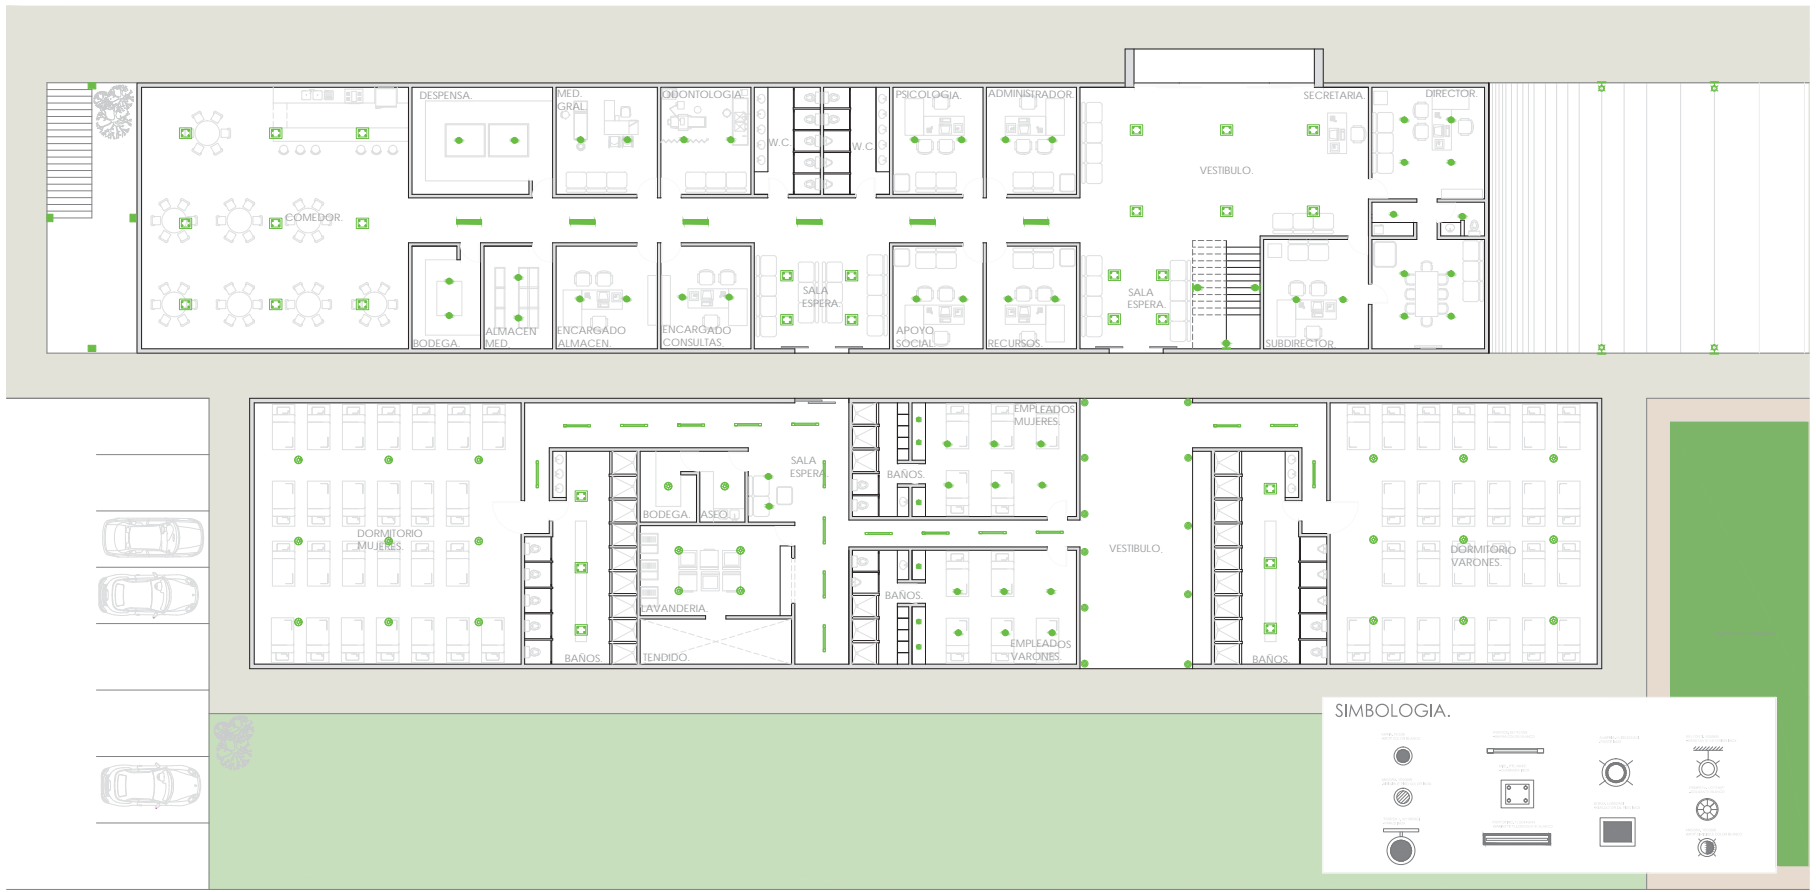 DESPENSA.
MED.
GRAL.
ODONTOLOGIA.
PSICOLOGIA.
ADMINISTRADOR.
SECRETARIA.
DIRECTOR.
W.C.
W.C.
VESTIBULO.
COMEDOR.
SALA
ESPERA.
SALA
ESPERA.
BODEGA.
ALMACEN
MED.
ENCARGADO
ALMACEN.
ENCARGADO
CONSULTAS.
APOYO
SOCIAL.
RECURSOS.
SUBDIRECTOR.
EMPLEADOS
MUJERES.
SALA
ESPERA.
BAÑOS.
BODEGA.
ASEO.
DORMITORIO
MUJERES.
VESTIBULO.
DORMITORIO
VARONES.
BAÑOS.
LAVANDERIA.
EMPLEADOS
VARONES.
BAÑOS.
TENDIDO.
BAÑOS.
SIMBOLOGIA.